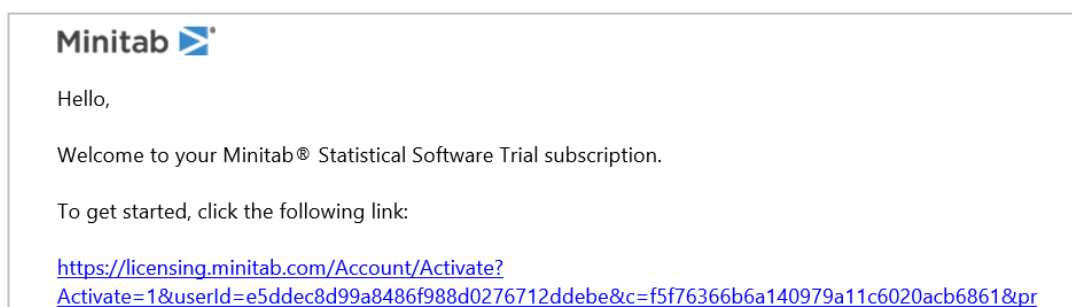 Minitab
Hello,
Welcome to your Minitab® Statistical Software Trial subscription.
To get started, click the following link:
https://licensing.minitab.com/Account/Activate?
Activate=1&userId=e5ddec8d99a8486f988d0276712ddebe&c=f5f76366b6a140979a11c6020acb6861&pr